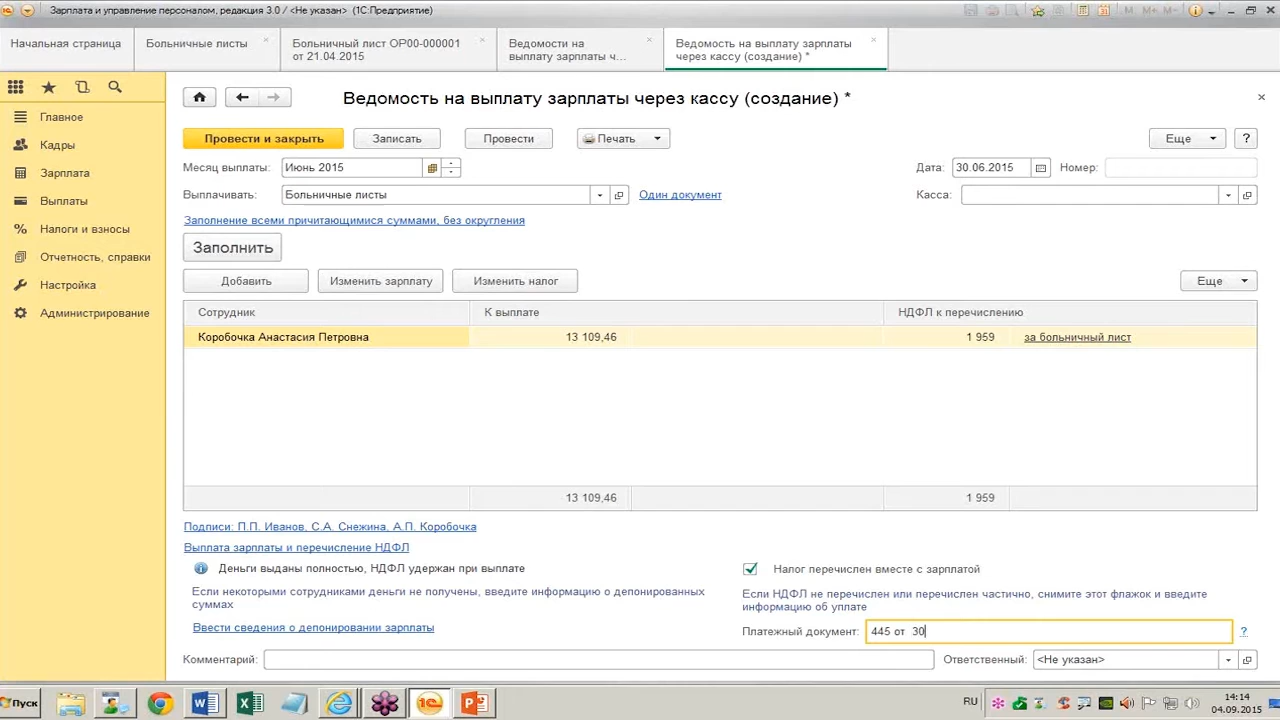 Зарплата и управление персоналом, редакция 3.0 / <Не указан> (1С:Предприятие)
M M+ M-
Начальная страница
Больничные листы
Больничный лист ОР00-000001
от 21.04.2015
Ведомости на
выплату зарплаты ч...
Ведомость на выплату зарплаты
через кассу (создание) *
Главное
Кадры
Зарплата
Выплаты
Налоги и взносы
Отчетность, справки
Настройка
Администрирование
Ведомость на выплату зарплаты через кассу (создание) *
Провести и закрыть Записать Провести Печать Еще ?
Месяц выплаты: Июнь 2015 Дата: 30.06.2015 Номер:
Выплачивать: Больничные листы Один документ Касса:
Заполнение всеми причитающимися суммами, без округления
Заполнить
Добавить Изменить зарплату Изменить налог Еще
Сотрудник К выплате НДФЛ к перечислению
Коробочка Анастасия Петровна 13 109,46 1 959 за больничный лист
13 109,46 1 959
Подписи: П.П. Иванов, С.А. Снежина, А.П. Коробочка
Выплата зарплаты и перечисление НДФЛ
Деньги выданы полностью, НДФЛ удержан при выплате
Если некоторыми сотрудниками деньги не получены, введите информацию о депонированных
суммах
Ввести сведения о депонировании зарплаты
Налог перечислен вместе с зарплатой
Если НДФЛ не перечислен или перечислен частично, снимите этот флажок и введите
информацию об уплате
Платежный документ: 445 от 30 ?
Комментарий: Ответственный: <Не указан>
Пуск RU 14:14
04.09.2015